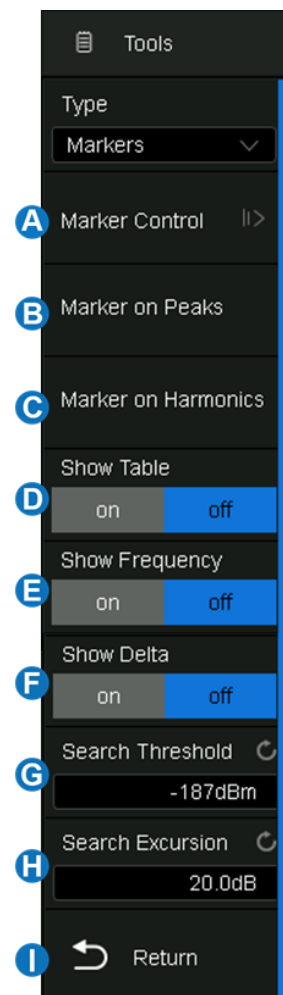 Tools
Type
Markers
A Marker Control
B Marker on Peaks
C Marker on Harmonics
Show Table
D on off
Show Frequency
E on off
Show Delta
F on off
Search Threshold
G -187dBm
Search Excursion
H 20.0dB
I Return